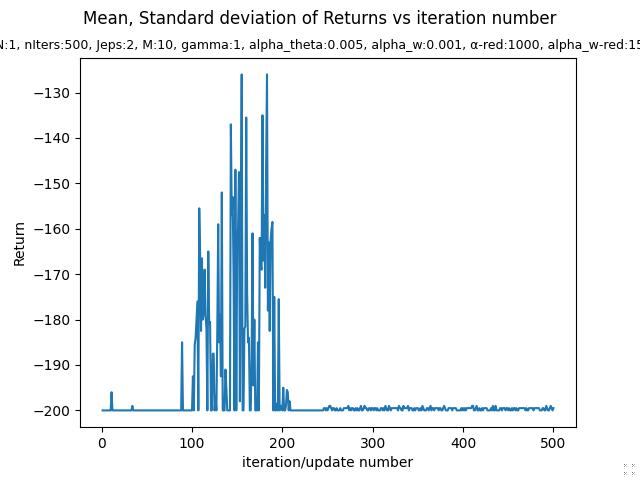 Mean, Standard deviation of Returns vs iteration number
N:1, nIters:500, Jeps:2, M:10, gamma:1, alpha_theta:0.005, alpha_w:0.001, α-red:1000, alpha_w-red:15
−130
−140
−150
−160
−170
−180
−190
−200
Return
0 100 200 300 400 500
iteration/update number